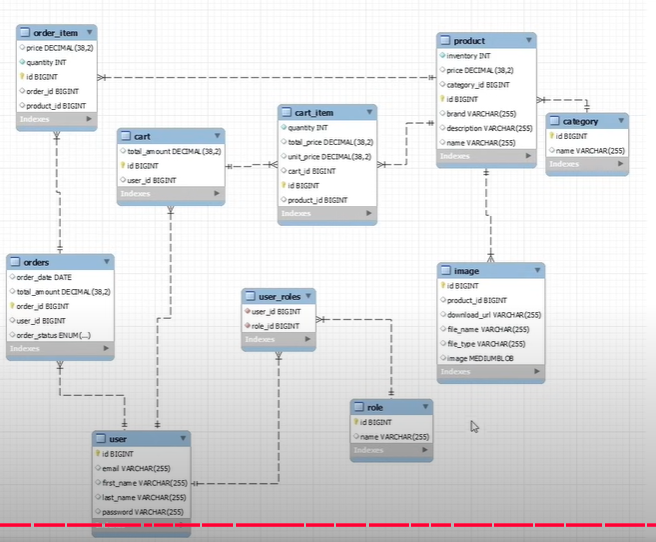 order_item
price DECIMAL(38,2)
quantity INT
id BIGINT
order_id BIGINT
product_id BIGINT
Indexes
cart
total_amount DECIMAL(38,2)
id BIGINT
user_id BIGINT
Indexes
cart_item
quantity INT
total_price DECIMAL(38,2)
unit_price DECIMAL(38,2)
cart_id BIGINT
id BIGINT
product_id BIGINT
Indexes
product
inventory INT
price DECIMAL(38,2)
category_id BIGINT
id BIGINT
brand VARCHAR(255)
description VARCHAR(255)
name VARCHAR(255)
Indexes
category
id BIGINT
name VARCHAR(255)
Indexes
orders
order_date DATE
total_amount DECIMAL(38,2)
order_id BIGINT
user_id BIGINT
order_status ENUM(...)
Indexes
user_roles
user_id BIGINT
role_id BIGINT
Indexes
image
id BIGINT
product_id BIGINT
download_url VARCHAR(255)
file_name VARCHAR(255)
file_type VARCHAR(255)
image MEDIUMBLOB
Indexes
role
id BIGINT
name VARCHAR(255)
Indexes
user
id BIGINT
email VARCHAR(255)
first_name VARCHAR(255)
last_name VARCHAR(255)
password VARCHAR(255)